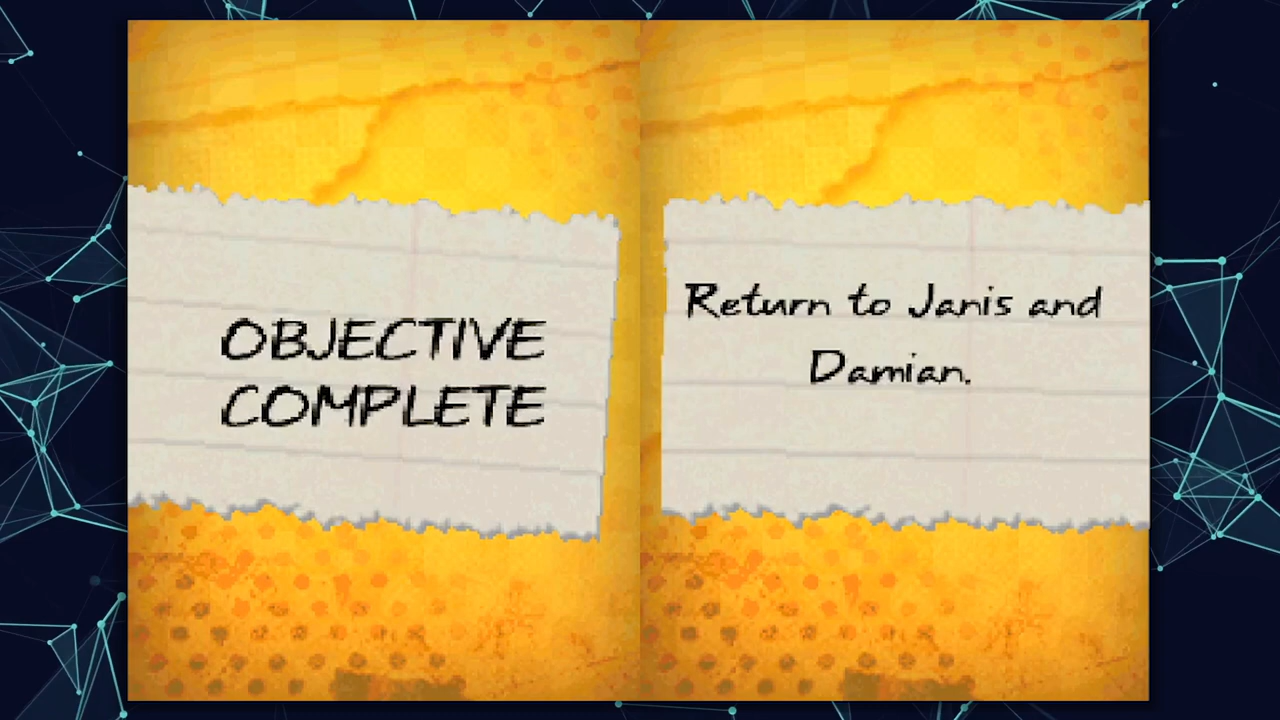 OBJECTIVE
COMPLETE
Return to Janis and
Damian.